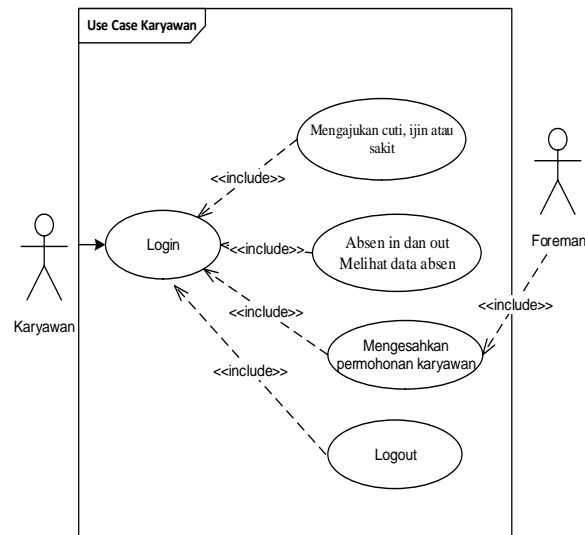 Use Case Karyawan
Mengajukan cuti, ijin atau
sakit
<<include>>
<<include>>
Login
<<include>>
Absen in dan out
Melihat data absen
Foreman
Karyawan
<<include>>
<<include>>
Mengesahkan
permohonan karyawan
<<include>>
Logout